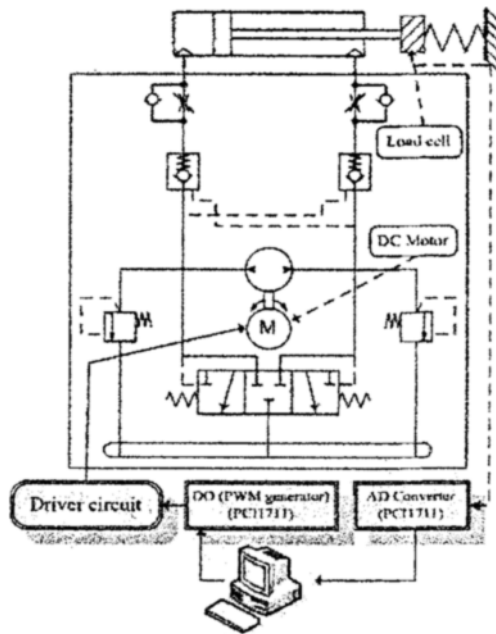 Load cell
DC Motor
M
Driver circuit
DO (PWM generator)
(PCI1711)
AD Converter
(PCI1711)